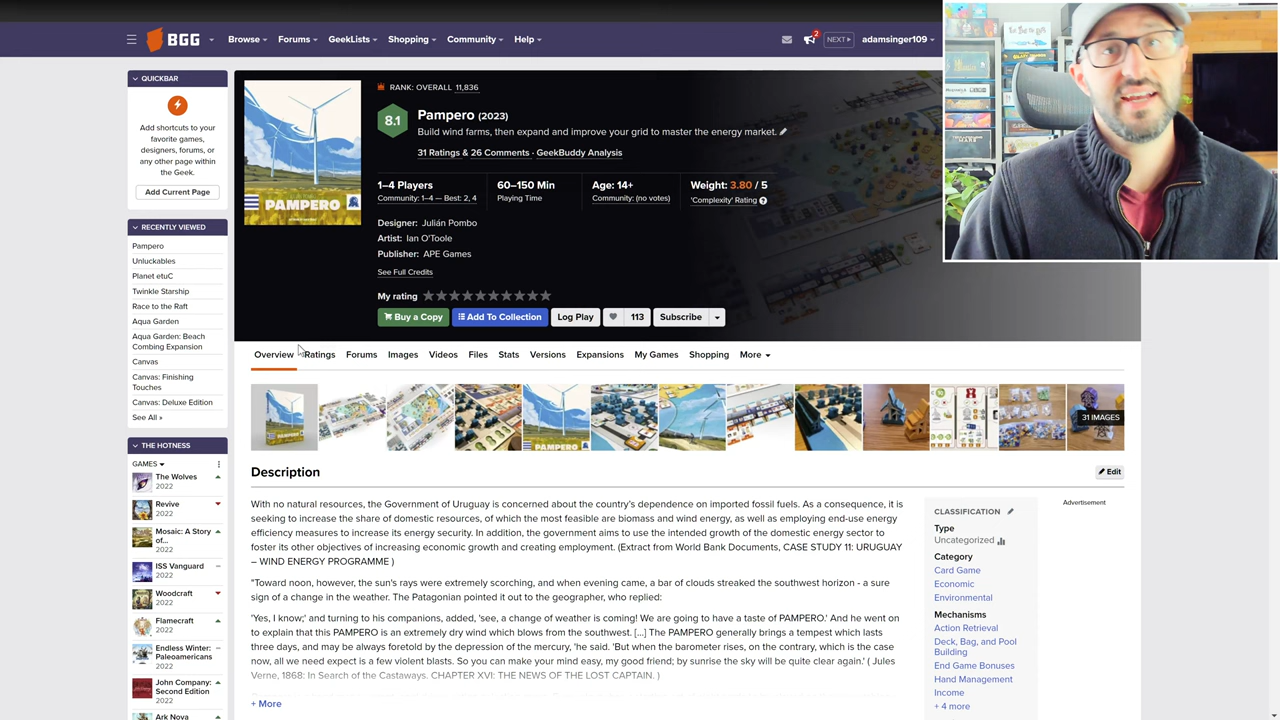 BGG
Shopping
Community
Help
2
NEXT
adamsinger109
QUICKBAR
Add shortcuts to your
favorite games,
designers, forums, or
any other page within
the Geek.
Add Current Page
RECENTLY VIEWED
Pampero
Unluckables
Planet etuC
Twinkle Starship
Race to the Raft
Aqua Garden
Aqua Garden: Beach
Combing Expansion
Canvas
Canvas: Finishing
Touches
Canvas: Deluxe Edition
See All »
THE HOTNESS
GAMES
The Wolves
2022
Revive
2022
Mosaic: A Story
of...
2022
ISS Vanguard
2022
Woodcraft
2022
Flamecraft
2022
Endless Winter:
Paleoamericans
2022
John Company:
Second Edition
2022
Ark Nova
RANK: OVERALL 11,836
8.1
Pampero (2023)
Build wind farms, then expand and improve your grid to master the energy market.
31 Ratings & 26 Comments · GeekBuddy Analysis
1–4 Players
Community: 1–4 — Best: 2, 4
60–150 Min
Playing Time
Age: 14+
Community: (no votes)
Weight: 3.80 / 5
'Complexity' Rating
PAMPERO
Designer: Julián Pombo
Artist: Ian O'Toole
Publisher: APE Games
See Full Credits
My rating
Buy a Copy
Add To Collection
Log Play
113
Subscribe
Overview
Ratings
Forums
Images
Videos
Files
Stats
Versions
Expansions
My Games
Shopping
More
PAMPERO
31 IMAGES
Description
Edit
With no natural resources, the Government of Uruguay is concerned about the country's dependence on imported fossil fuels. As a consequence, it is
seeking to increase the share of domestic resources, of which the most feasible are biomass and wind energy, as well as employing end-use energy
efficiency measures to increase its energy security. In addition, the government aims to use the intended growth of the domestic energy sector to
foster its other objectives of increasing economic growth and creating employment. (Extract from World Bank Documents, CASE STUDY 11: URUGUAY
– WIND ENERGY PROGRAMME )
"Toward noon, however, the sun's rays were extremely scorching, and when evening came, a bar of clouds streaked the southwest horizon - a sure
sign of a change in the weather. The Patagonian pointed it out to the geographer, who replied:
'Yes, I know;' and turning to his companions, added, 'see, a change of weather is coming! We are going to have a taste of PAMPERO.' And he went on
to explain that this PAMPERO is an extremely dry wind which blows from the southwest. [...] The PAMPERO generally brings a tempest which lasts
three days, and may be always foretold by the depression of the mercury,' he said. 'But when the barometer rises, on the contrary, which is the case
now, all we need expect is a few violent blasts. So you can make your mind easy, my good friend; by sunrise the sky will be quite clear again.' ( Jules
Verne, 1868: In Search of the Castaways. CHAPTER XVI: THE NEWS OF THE LOST CAPTAIN. )
+ More
CLASSIFICATION
Type
Uncategorized
Category
Card Game
Economic
Environmental
Mechanisms
Action Retrieval
Deck, Bag, and Pool
Building
End Game Bonuses
Hand Management
Income
+ 4 more
Advertisement